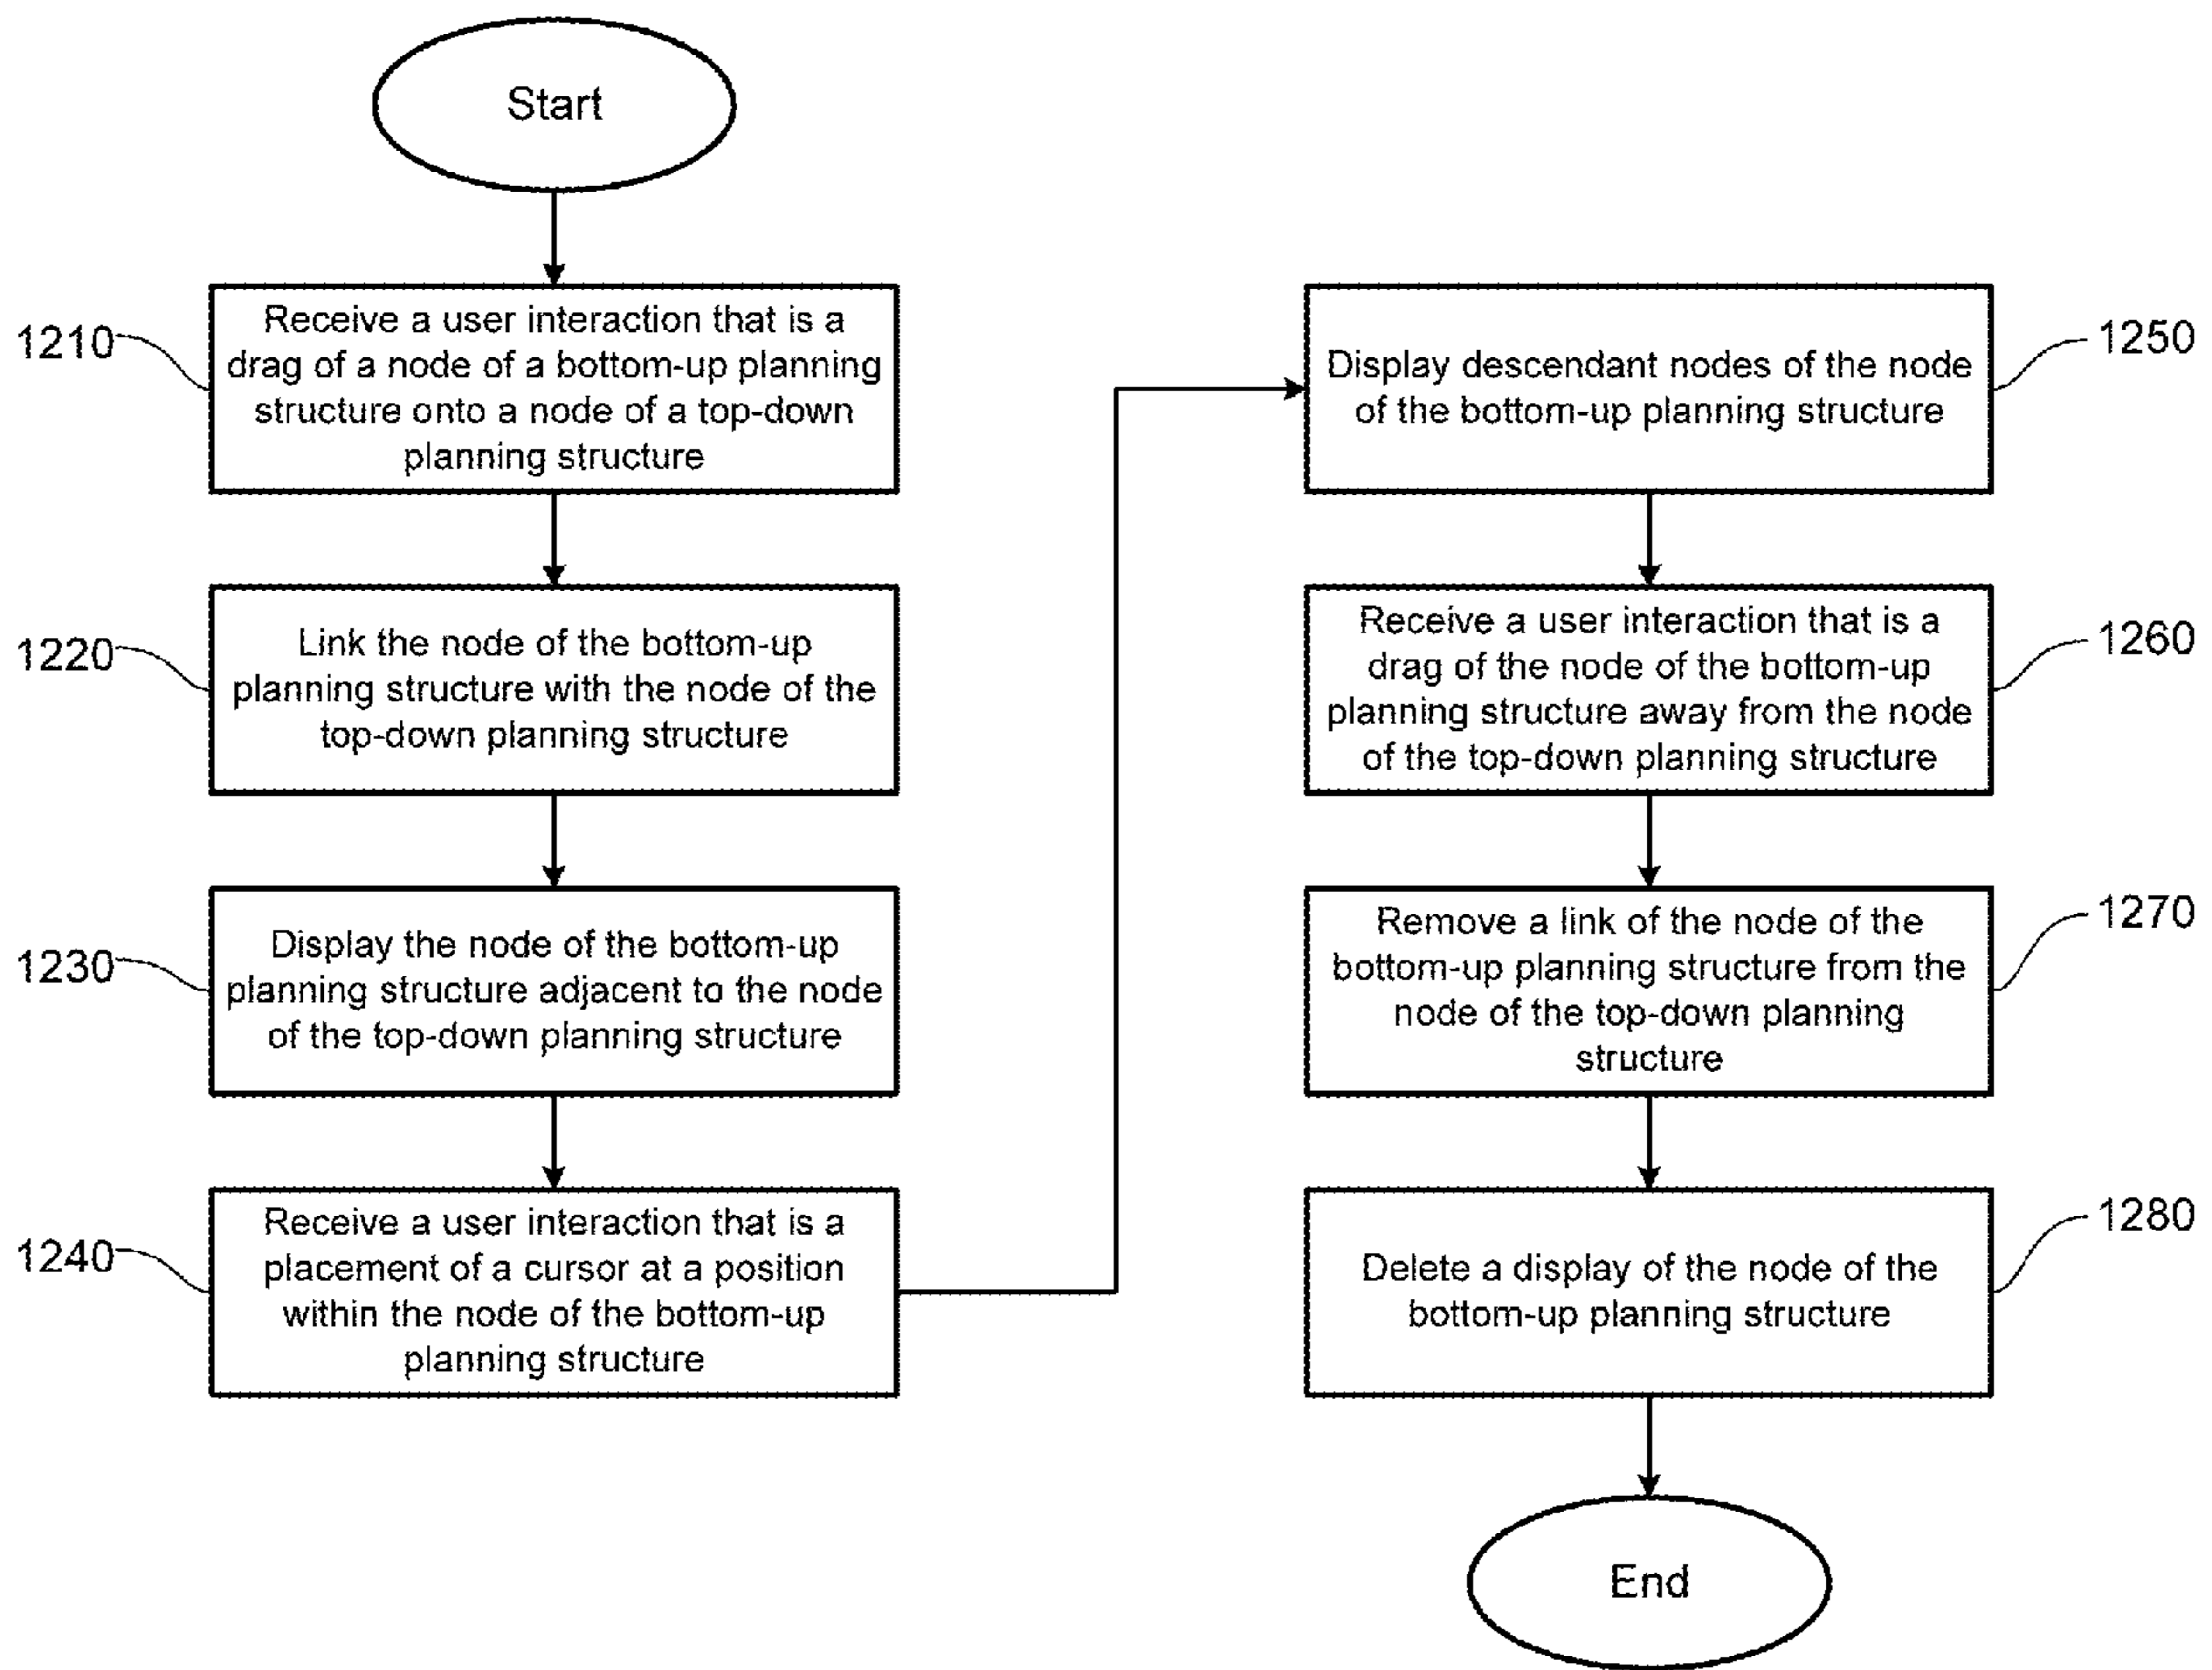 Start
1210
Receive a user interaction that is a
drag of a node of a bottom-up planning
structure onto a node of a top-down
planning structure
1220
Link the node of the bottom-up
planning structure with the node of the
top-down planning structure
1230
Display the node of the bottom-up
planning structure adjacent to the node
of the top-down planning structure
1240
Receive a user interaction that is a
placement of a cursor at a position
within the node of the bottom-up
planning structure
1250
Display descendant nodes of the node
of the bottom-up planning structure
1260
Receive a user interaction that is a
drag of the node of the bottom-up
planning structure away from the node
of the top-down planning structure
1270
Remove a link of the node of the
bottom-up planning structure from the
node of the top-down planning
structure
1280
Delete a display of the node of the
bottom-up planning structure
End